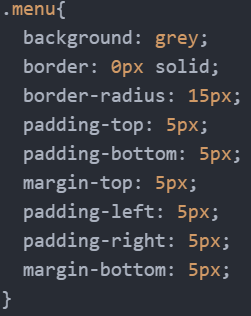 .menu{
  background: grey;
  border: 0px solid;
  border-radius: 15px;
  padding-top: 5px;
  padding-bottom: 5px;
  margin-top: 5px;
  padding-left: 5px;
  padding-right: 5px;
  margin-bottom: 5px;
}